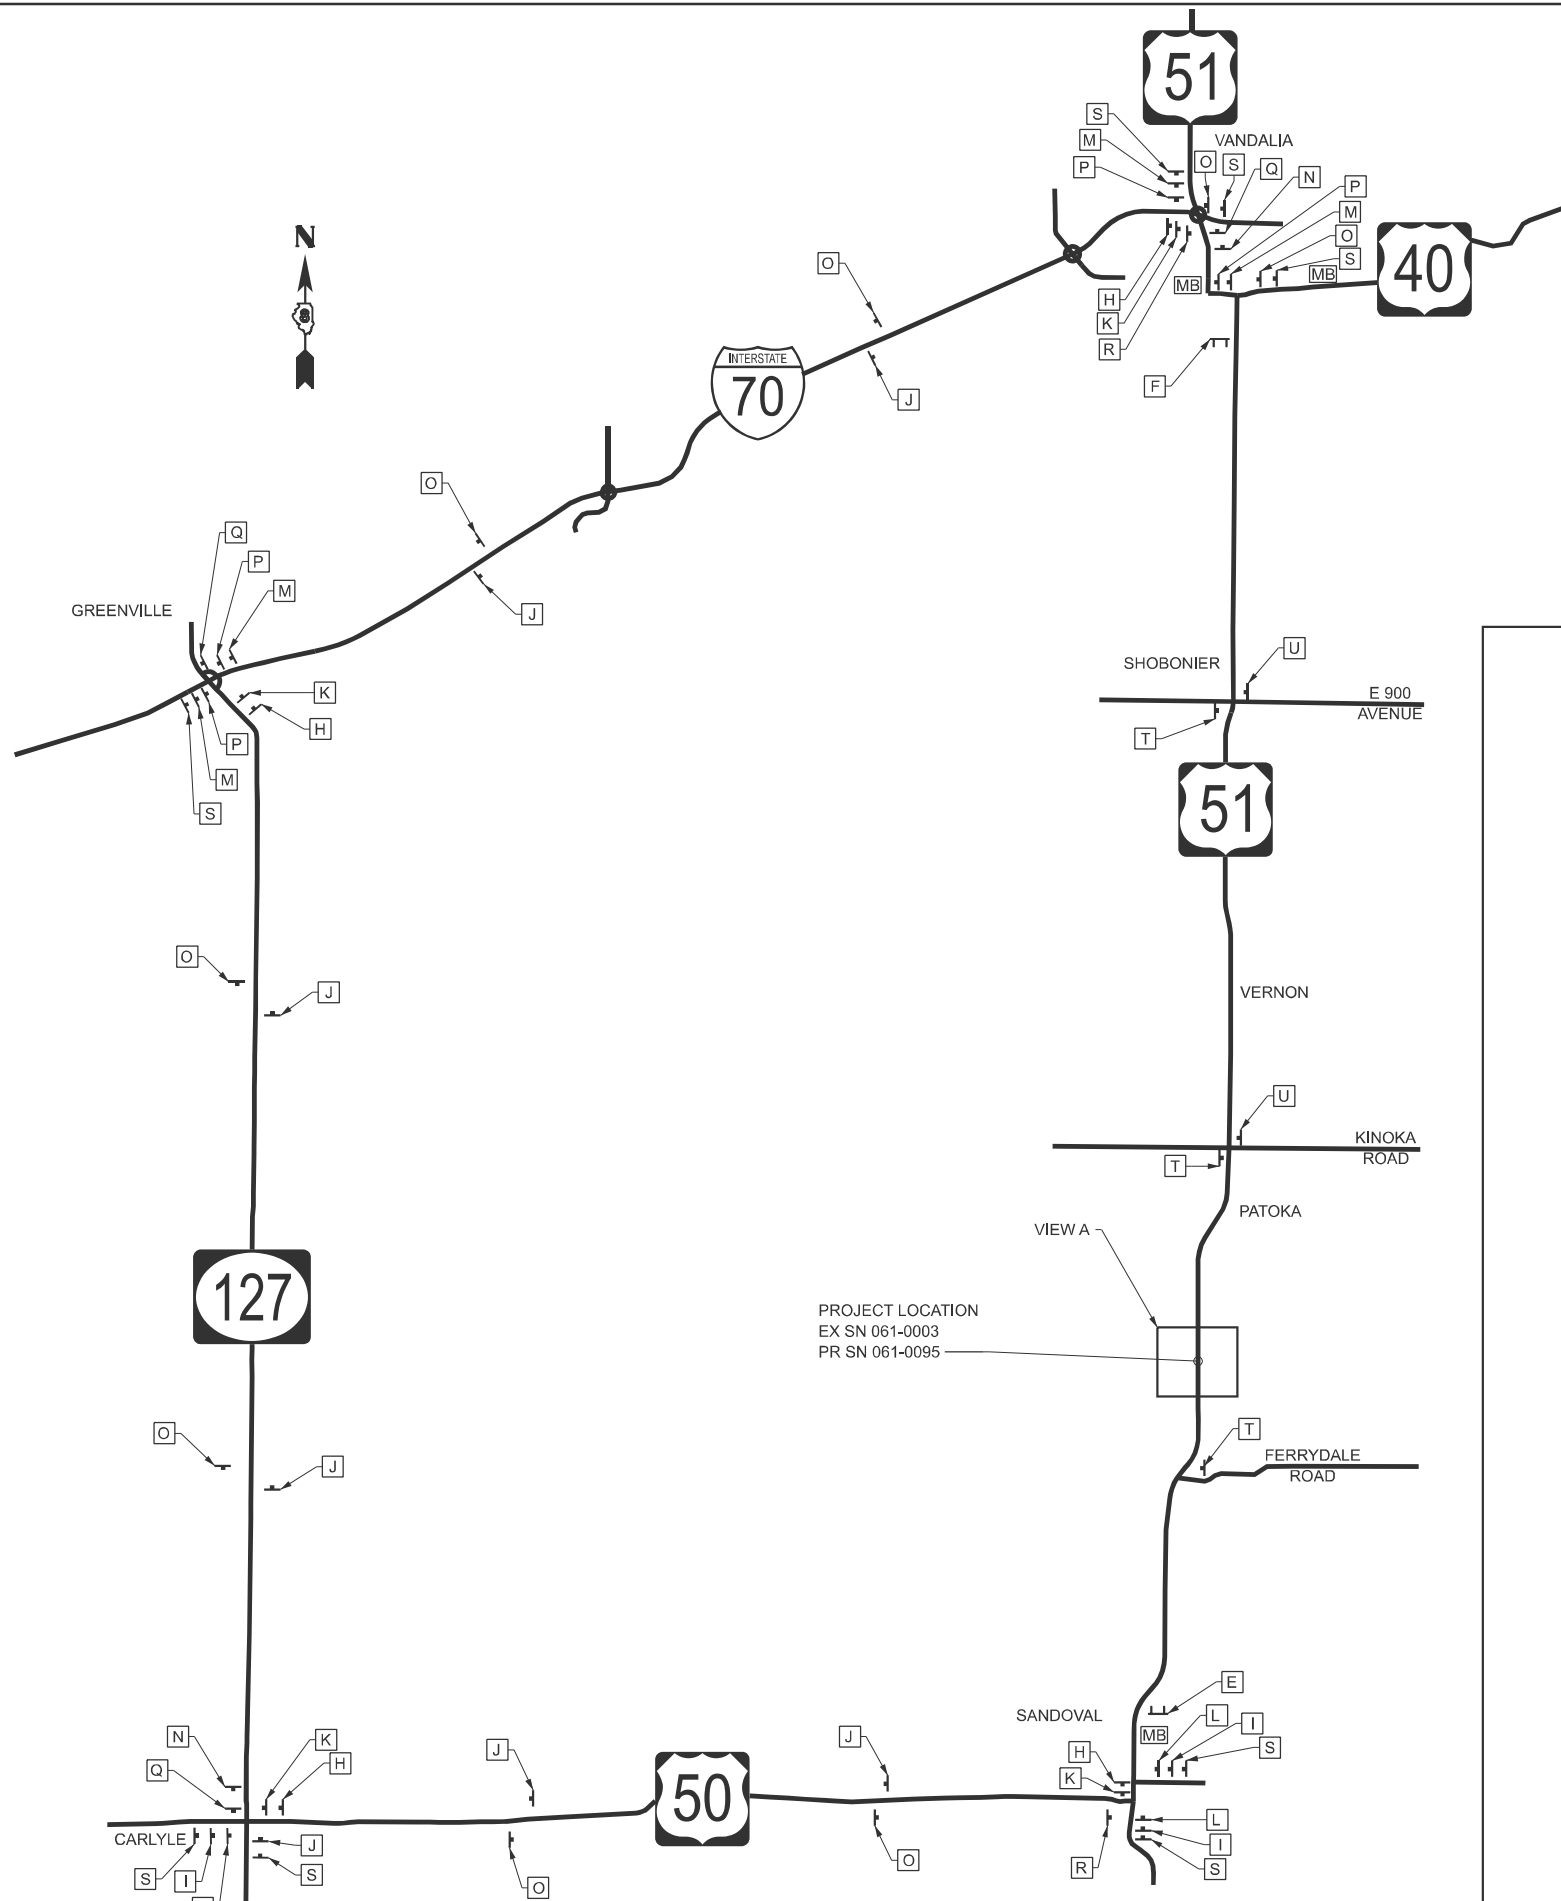 51
S
M
VANDALIA
P
O
S
Q
N
P
M
N
O
S
40
O
MB
MB
H
K
R
INTERSTATE
70
F
J
O
Q
P
M
GREENVILLE
J
U
SHOBONIER
K
E 900
AVENUE
H
P
T
M
S
51
O
J
VERNON
U
KINOKA
ROAD
T
PATOKA
VIEW A
127
PROJECT LOCATION
EX SN 061-0003
PR SN 061-0095
O
T
J
FERRYDALE
ROAD
E
SANDOVAL
L
I
N
K
J
J
MB
S
H
H
Q
K
50
CARLYLE
J
L
I
S
I
S
O
O
R
S